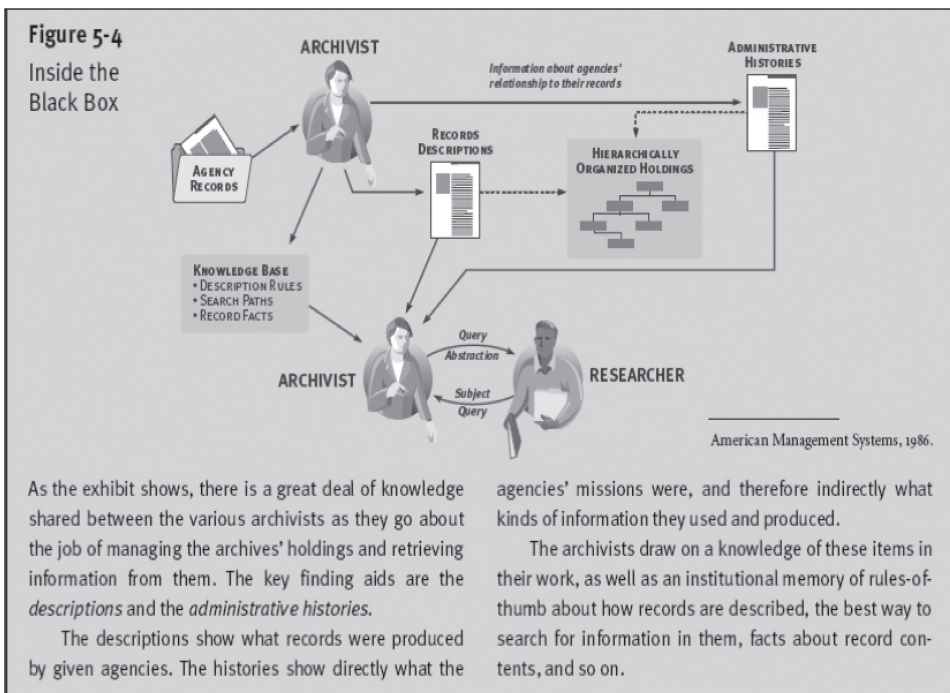 Figure 5-4
Inside the
Black Box
ARCHIVIST
Information about agencies'
relationship to their records
ADMINISTRATIVE
HISTORIES
AGENCY
RECORDS
RECORDS
DESCRIPTIONS
HIERARCHICALLY
ORGANIZED HOLDINGS
KNOWLEDGE BASE
• DESCRIPTION RULES
• SEARCH PATHS
• RECORD FACTS
ARCHIVIST
Query
Abstraction
Subject
Query
RESEARCHER
American Management Systems, 1986.
As the exhibit shows, there is a great deal of knowledge
shared between the various archivists as they go about
the job of managing the archives' holdings and retrieving
information from them. The key finding aids are the
descriptions and the administrative histories.
The descriptions show what records were produced
by given agencies. The histories show directly what the
agencies' missions were, and therefore indirectly what
kinds of information they used and produced.
The archivists draw on a knowledge of these items in
their work, as well as an institutional memory of rules-of-
thumb about how records are described, the best way to
search for information in them, facts about record con-
tents, and so on.